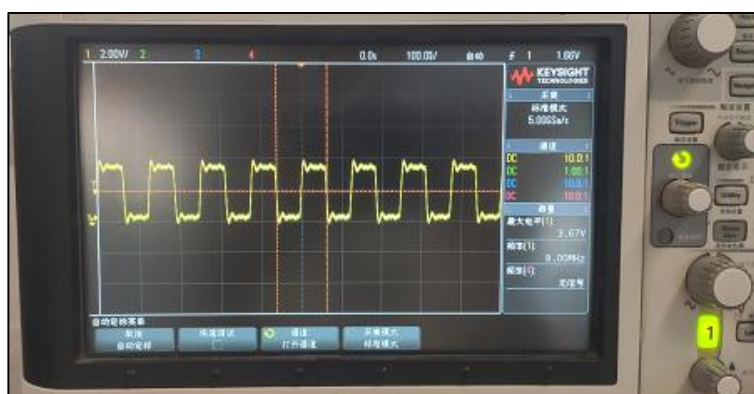 1 2.00V/ 2 3 4 0.0s 100.0s/ 自动 1 1.66V
KEYSIGHT
TECHNOLOGIES
采集
标准模式
5.00GSa/s
通道
DC 10.0:1
DC 1.00:1
DC 10.0:1
DC 10.0:1
测量
最大电平(1):
3.67V
频率(1):
8.00MHz
频率(4):
无信号
自动定标菜单
取消
自动定标
快速调试
通道
打开通道
采集模式
标准模式
Trigger
Utility
1